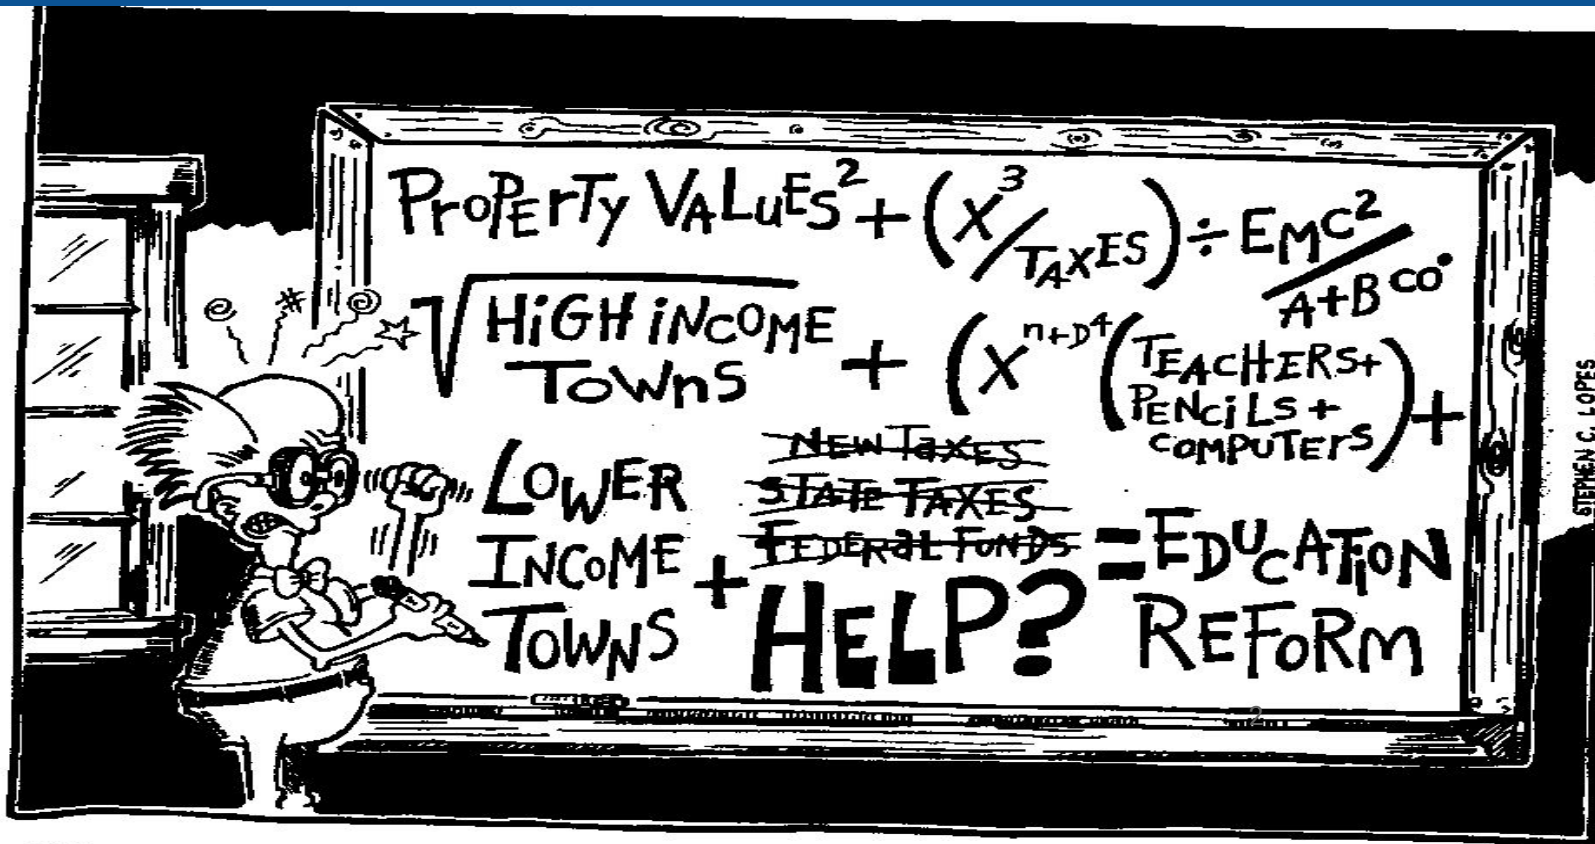 PROPERTY VALUES² + (X³/TAXES) ÷ EMC²/A+B CO°
√HIGH INCOME TOWNS + (X^n+D⁴ (TEACHERS+ PENCILS + COMPUTERS) +
LOWER INCOME TOWNS + ~~NEW TAXES~~
~~STATE TAXES~~
~~FEDERAL FUNDS~~
HELP? = EDUCATION REFORM
STEPHEN C. LOPES
2